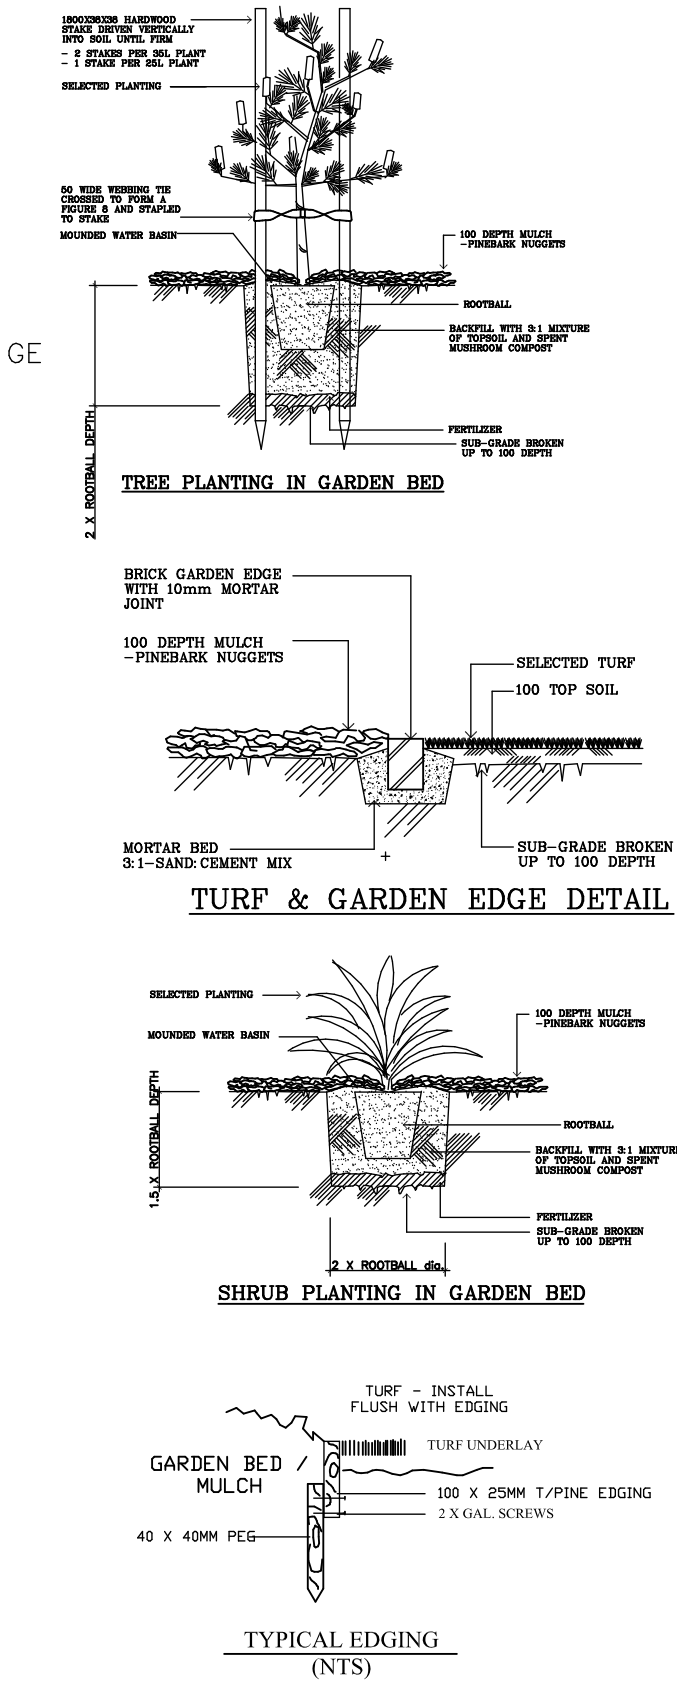 1800X38X38 HARDWOOD
STAKE DRIVEN VERTICALLY
INTO SOIL UNTIL FIRM
- 2 STAKES PER 35L PLANT
- 1 STAKE PER 25L PLANT
SELECTED PLANTING
50 WIDE WEBBING TIE
CROSSED TO FORM A
FIGURE 8 AND STAPLED
TO STAKE
MOUNDED WATER BASIN
100 DEPTH MULCH
-PINEBARK NUGGETS
ROOTBALL
BACKFILL WITH 3:1 MIXTURE
OF TOPSOIL AND SPENT
MUSHROOM COMPOST
GE
2 X ROOTBALL DEPTH
FERTILIZER
SUB-GRADE BROKEN
UP TO 100 DEPTH
TREE PLANTING IN GARDEN BED
BRICK GARDEN EDGE
WITH 10mm MORTAR
JOINT
100 DEPTH MULCH
-PINEBARK NUGGETS
SELECTED TURF
100 TOP SOIL
MORTAR BED
3:1-SAND:CEMENT MIX
SUB-GRADE BROKEN
UP TO 100 DEPTH
TURF & GARDEN EDGE DETAIL
SELECTED PLANTING
MOUNDED WATER BASIN
100 DEPTH MULCH
-PINEBARK NUGGETS
1.5 X ROOTBALL DEPTH
ROOTBALL
BACKFILL WITH 3:1 MIXTURE
OF TOPSOIL AND SPENT
MUSHROOM COMPOST
FERTILIZER
SUB-GRADE BROKEN
UP TO 100 DEPTH
2 X ROOTBALL dia.
SHRUB PLANTING IN GARDEN BED
TURF - INSTALL
FLUSH WITH EDGING
TURF UNDERLAY
GARDEN BED /
MULCH
100 X 25MM T/PINE EDGING
2 X GAL. SCREWS
40 X 40MM PEG
TYPICAL EDGING
(NTS)